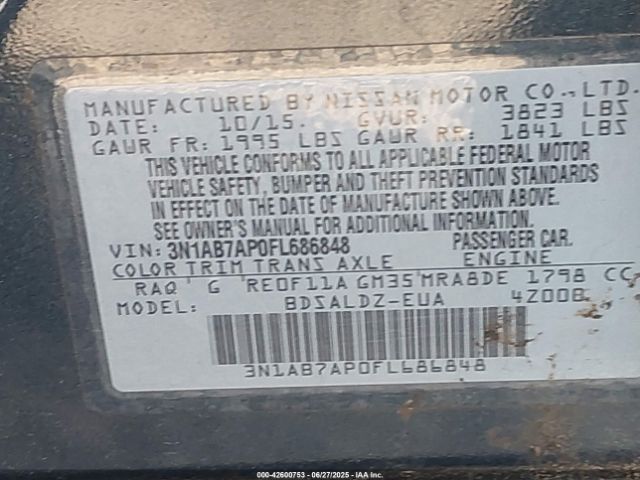 MANUFACTURED BY NISSAN MOTOR CO., LTD.
DATE: 10/15. GVWR: 3823 LBS
GAWR FR: 1995 LBS GAWR RR: 1841 LBS
THIS VEHICLE CONFORMS TO ALL APPLICABLE FEDERAL MOTOR
VEHICLE SAFETY, BUMPER AND THEFT PREVENTION STANDARDS
IN EFFECT ON THE DATE OF MANUFACTURE SHOWN ABOVE.
SEE OWNER'S MANUAL FOR ADDITIONAL INFORMATION.
VIN: 3N1AB7AP0FL686848 PASSENGER CAR.
COLOR TRIM TRANS AXLE ENGINE
RAQ G RE0F11A GM35 MRA8DE 1798 CC
MODEL: BDSALDZ-EUA 4Z008
3N1AB7AP0FL686848
000-42600753 | 06/27/2025 | IAA Inc.